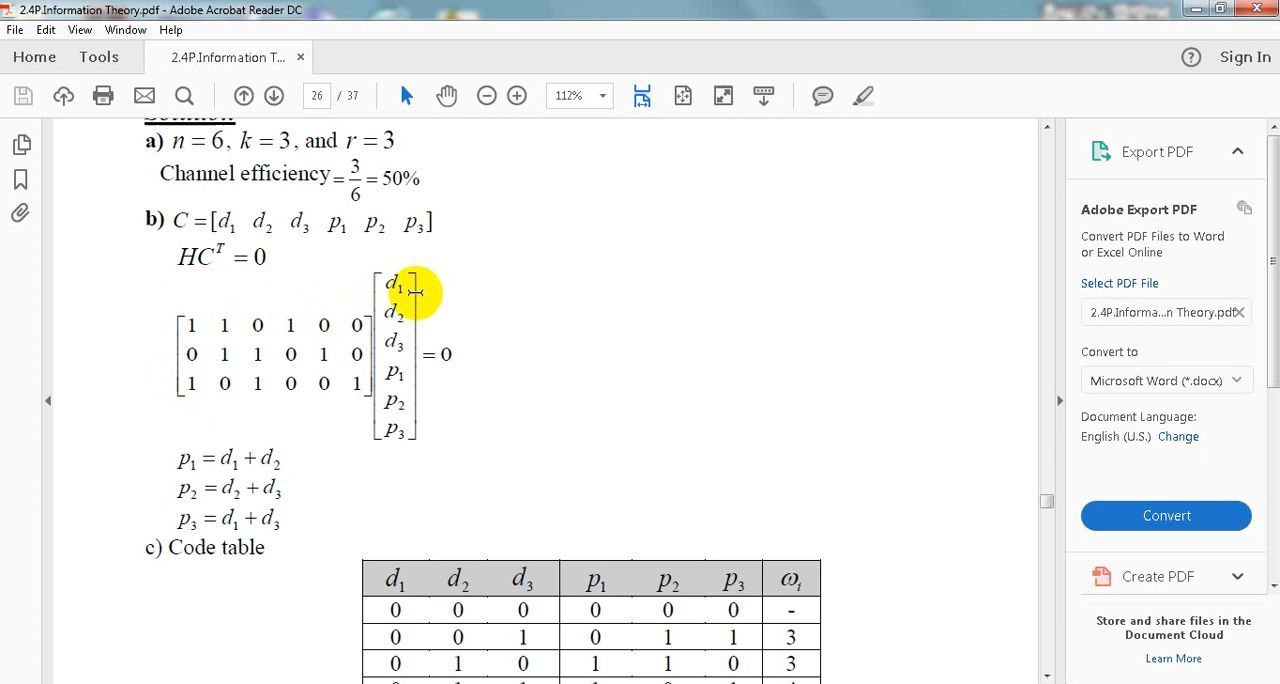 2.4P.Information Theory.pdf - Adobe Acrobat Reader DC
File Edit View Window Help
Home Tools 2.4P.Information T... × Sign In
26 / 37 112%
a) n = 6, k = 3, and r = 3
Channel efficiency = 3/6 = 50%
b) C = [d₁ d₂ d₃ p₁ p₂ p₃]
HCᵀ = 0
1 1 0 1 0 0 d₁
0 1 1 0 1 0 d₂
1 0 1 0 0 1 d₃
p₁
p₂
p₃
= 0
p₁ = d₁ + d₂
p₂ = d₂ + d₃
p₃ = d₁ + d₃
c) Code table
d₁ d₂ d₃ p₁ p₂ p₃ ωᵢ
0 0 0 0 0 0 -
0 0 1 0 1 1 3
0 1 0 1 1 0 3
Export PDF
Adobe Export PDF
Convert PDF Files to Word
or Excel Online
Select PDF File
2.4P.Informa...n Theory.pdf ×
Convert to
Microsoft Word (*.docx)
Document Language:
English (U.S.) Change
Convert
Create PDF
Store and share files in the
Document Cloud
Learn More